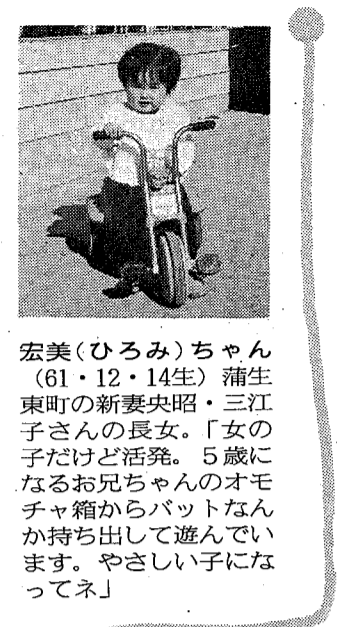 宏美(ひろみ)ちゃん
(61・12・14生)蒲生
東町の新妻央昭・三江
子さんの長女。「女の
子だけど活発。5歳に
なるお兄ちゃんのオモ
チャ箱からバットなん
か持ち出して遊んでい
ます。やさしい子にな
ってネ」